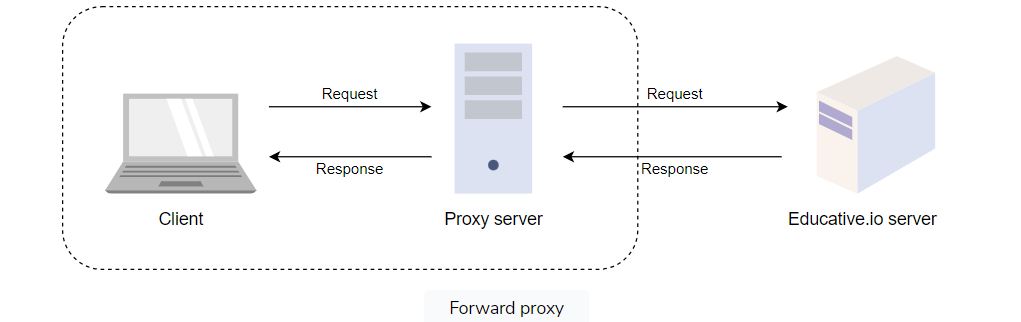 Request
Request
Response
Response
Client
Proxy server
Educative.io server
Forward proxy